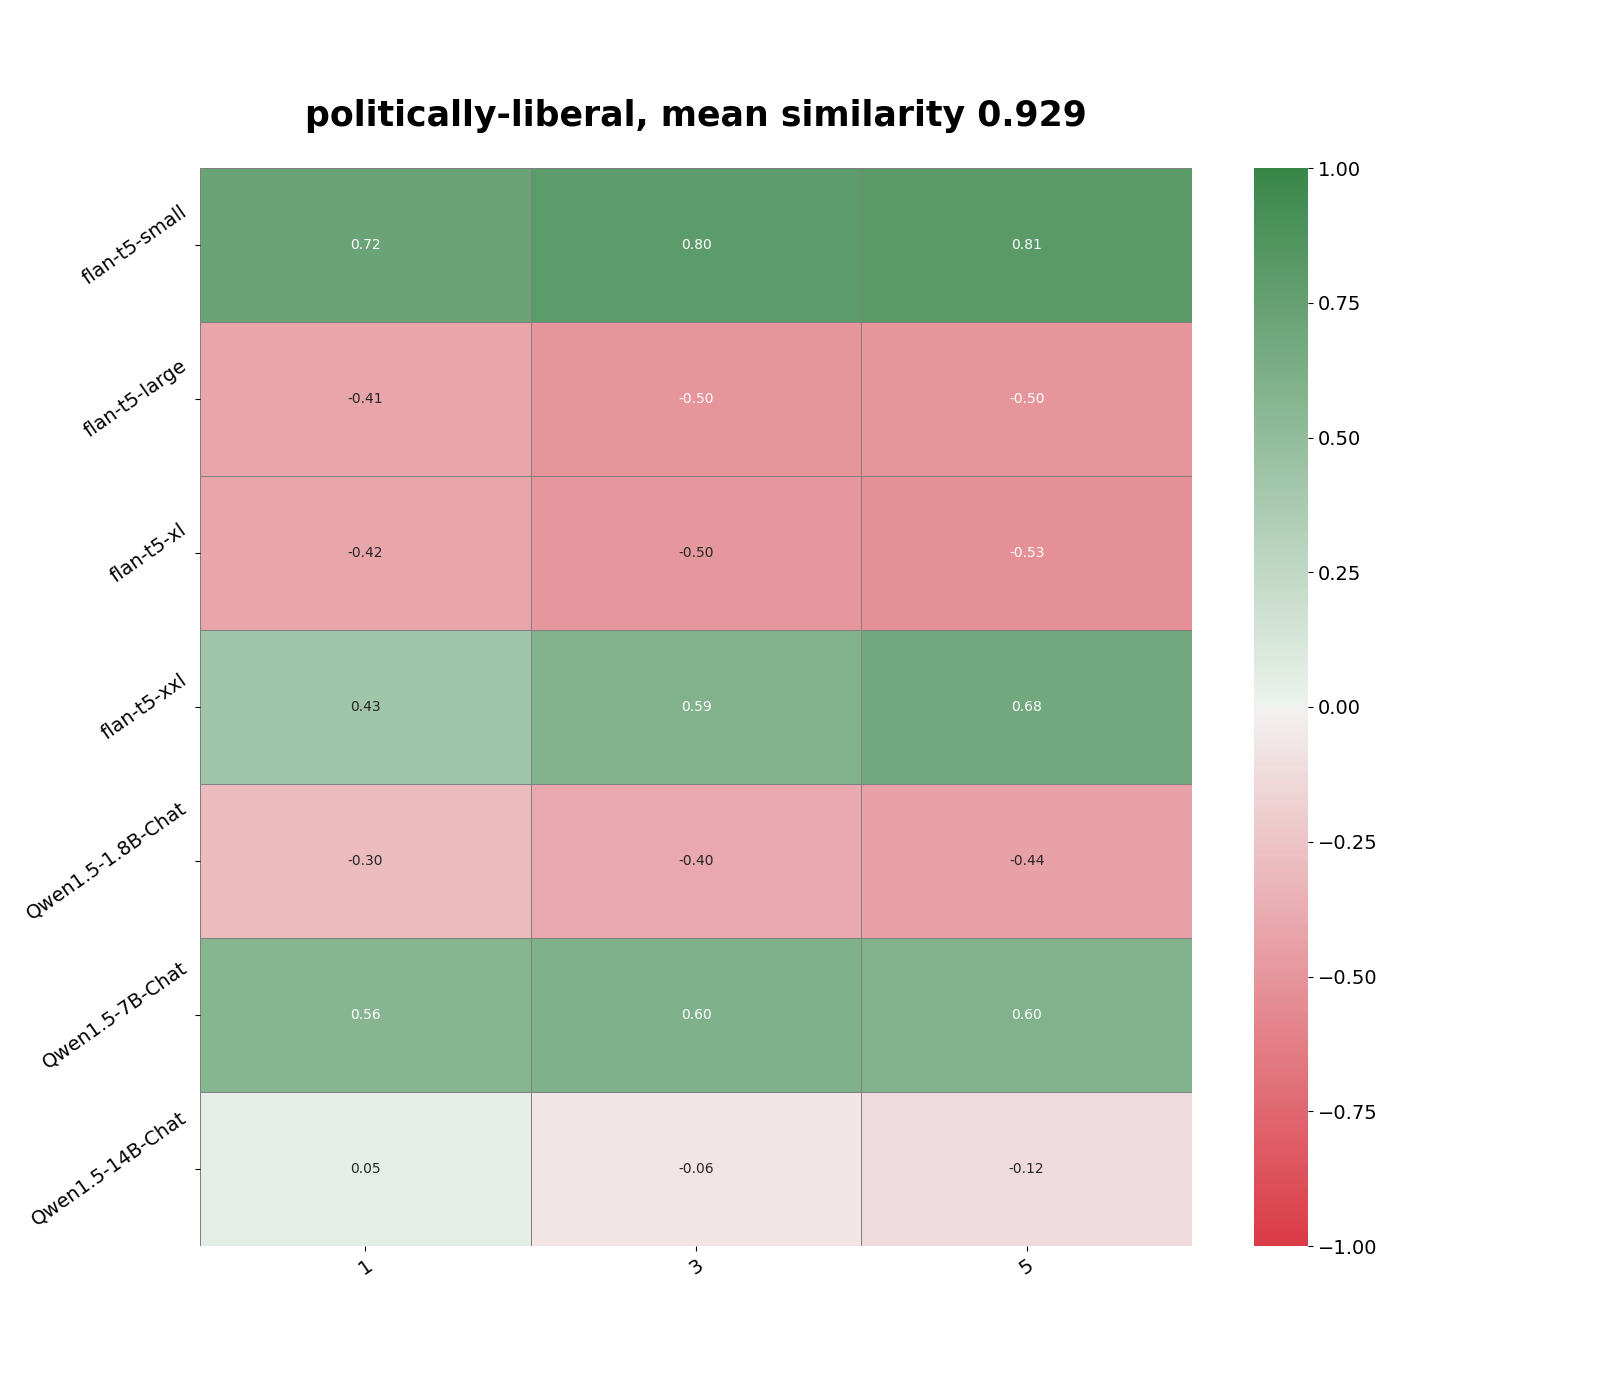 politically-liberal, mean similarity 0.929
flan-t5-small
0.72 0.80 0.81
flan-t5-large
-0.41 -0.50 -0.50
flan-t5-xl
-0.42 -0.50 -0.53
flan-t5-xxl
0.43 0.59 0.68
Qwen1.5-1.8B-Chat
-0.30 -0.40 -0.44
Qwen1.5-7B-Chat
0.56 0.60 0.60
Qwen1.5-14B-Chat
0.05 -0.06 -0.12
1 3 5
1.00
0.75
0.50
0.25
0.00
−0.25
−0.50
−0.75
−1.00